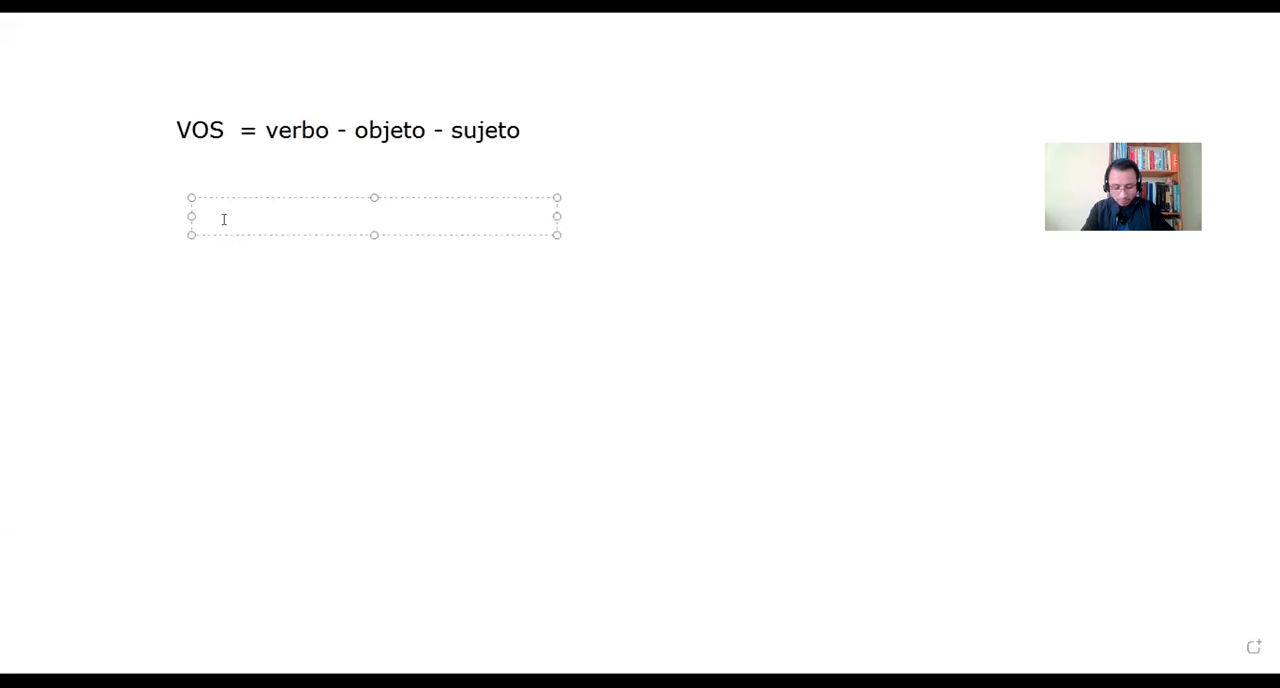 VOS = verbo - objeto - sujeto